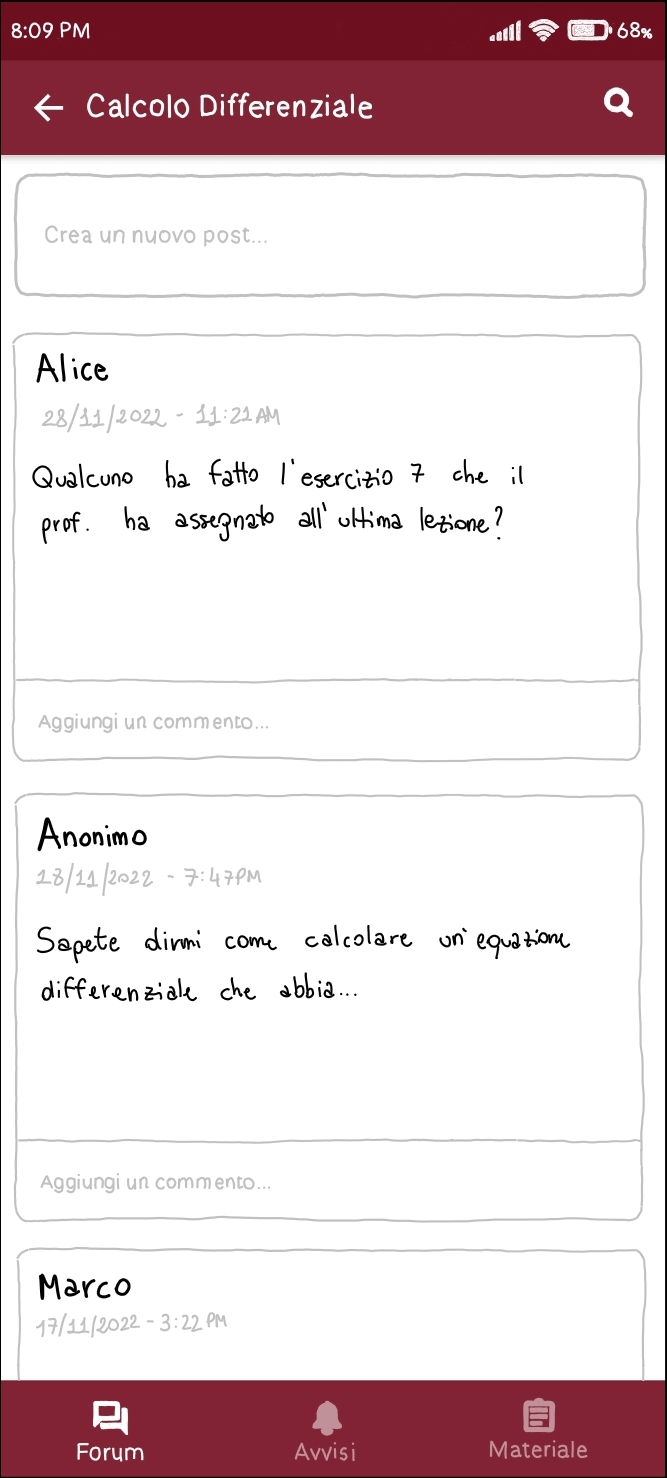 8:09 PM 68%
Calcolo Differenziale
Crea un nuovo post...
Alice
28/11/2022 - 11:21 AM
Qualcuno ha fatto l'esercizio 7 che il
prof. ha assegnato all'ultima lezione?
Aggiungi un commento...
Anonimo
18/11/2022 - 7:47 PM
Sapete dirmi come calcolare un'equazione
differenziale che abbia...
Aggiungi un commento...
Marco
17/11/2022 - 3:22 PM
Forum Avvisi Materiale